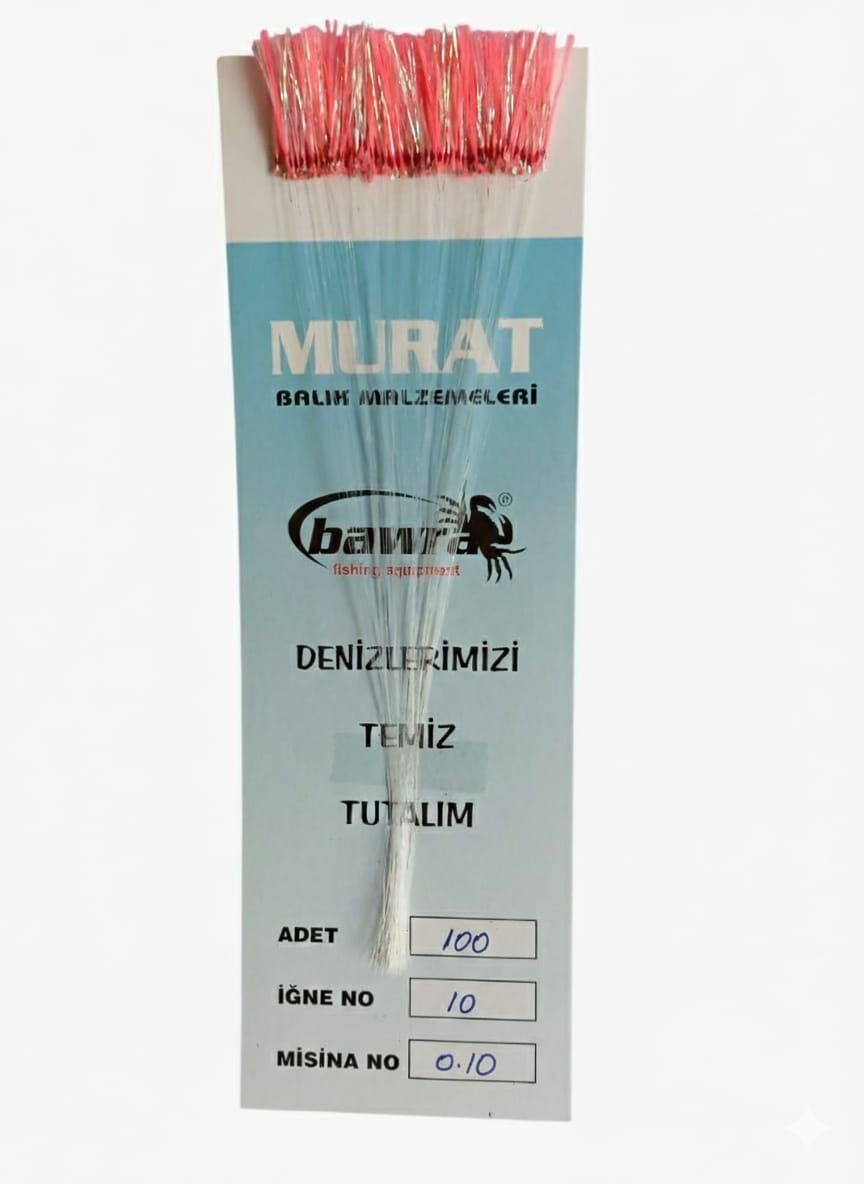 MURAT
BALIK MALZEMELERİ
bawra ®
fishing equipment
DENİZLERİMİZİ
TEMİZ
TUTALIM
ADET 100
İĞNE NO 10
MİSİNA NO 0.10